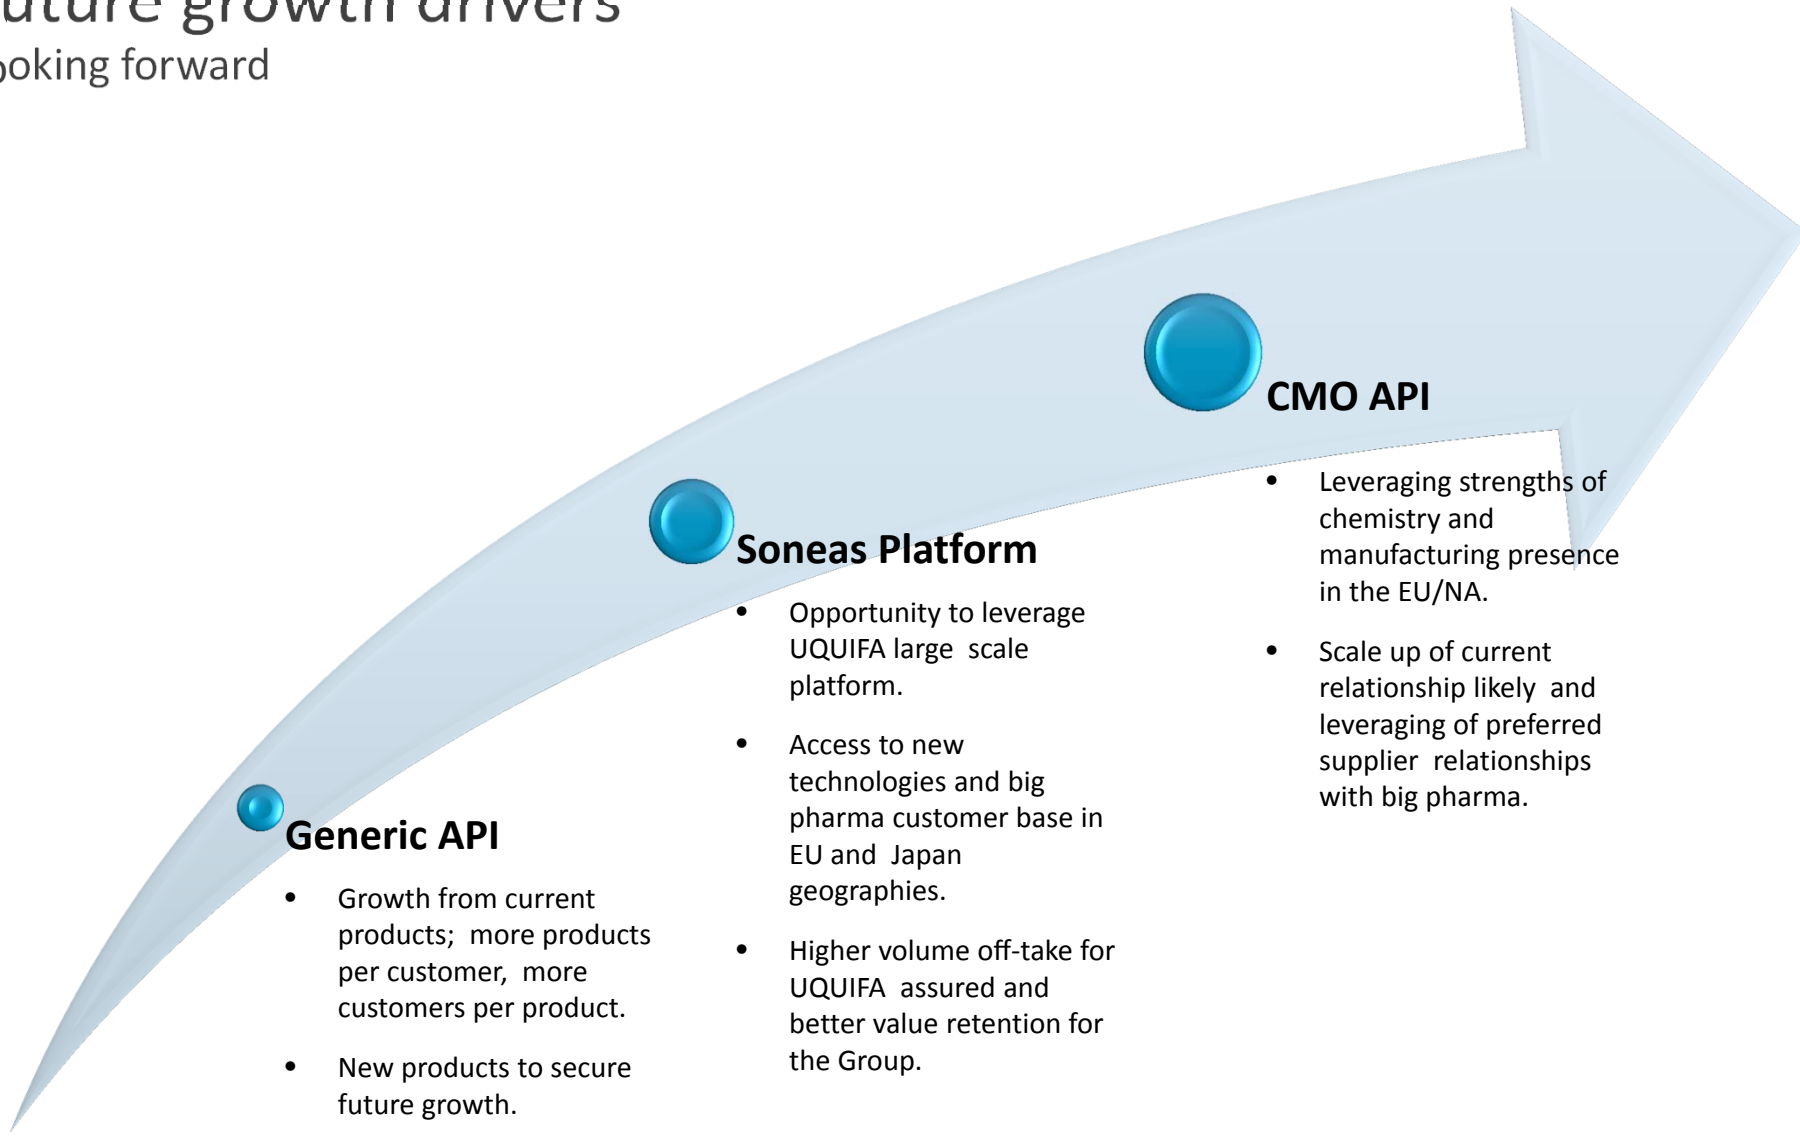 uture growth drivers
ooking forward
CMO API
• Leveraging strengths of
chemistry and
manufacturing presence
in the EU/NA.
• Scale up of current
relationship likely and
leveraging of preferred
supplier relationships
with big pharma.
Soneas Platform
• Opportunity to leverage
UQUIFA large scale
platform.
• Access to new
technologies and big
pharma customer base in
EU and Japan
geographies.
• Higher volume off-take for
UQUIFA assured and
better value retention for
the Group.
Generic API
• Growth from current
products; more products
per customer, more
customers per product.
• New products to secure
future growth.